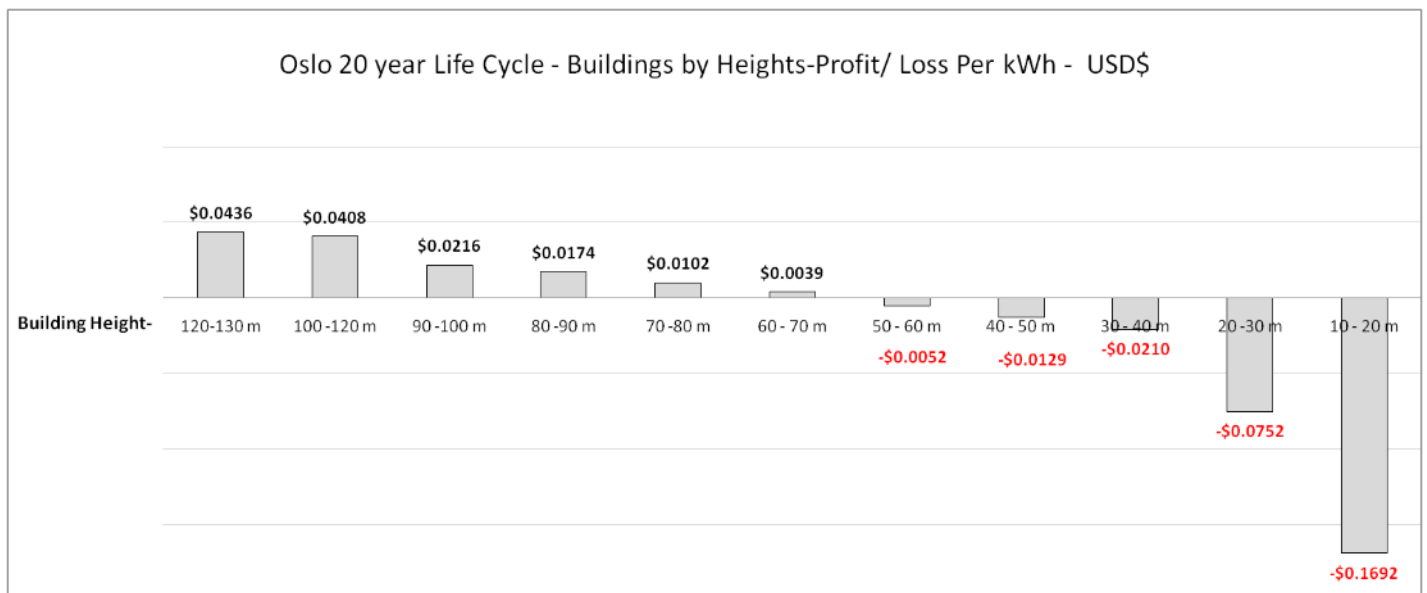 Oslo 20 year Life Cycle - Buildings by Heights-Profit/ Loss Per kWh -  USD$
$0.0436
$0.0408
$0.0216
$0.0174
$0.0102
$0.0039
Building Height-
120-130 m
100 -120 m
90 -100 m
80 -90 m
70 -80 m
60 - 70 m
50 - 60 m
40 - 50 m
30 - 40 m
20 -30 m
10 - 20 m
-$0.0052
-$0.0129
-$0.0210
-$0.0752
-$0.1692